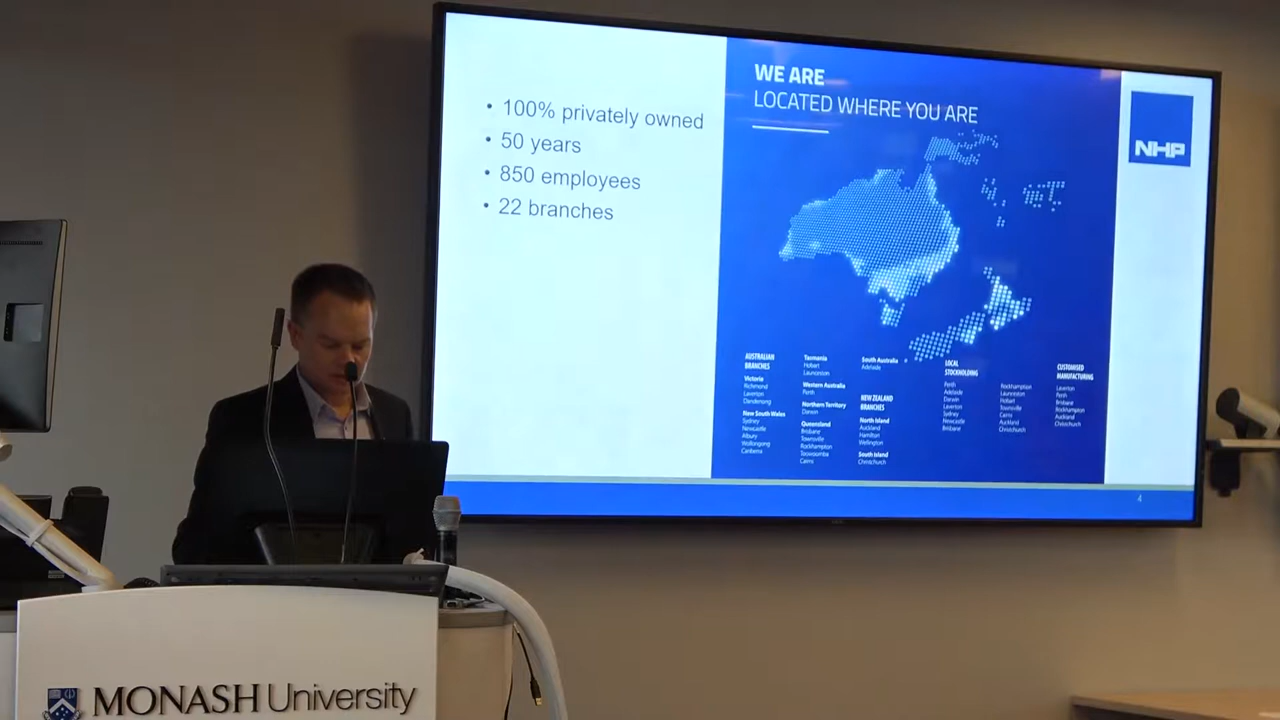 • 100% privately owned
• 50 years
• 850 employees
• 22 branches
WE ARE
LOCATED WHERE YOU ARE
NHP
AUSTRALIAN
BRANCHES
Victoria
Richmond
Laverton
Dandenong
New South Wales
Sydney
Newcastle
Albury
Wollongong
Canberra
Tasmania
Hobart
Launceston
Western Australia
Perth
Northern Territory
Darwin
Queensland
Brisbane
Townsville
Rockhampton
Toowoomba
Cairns
South Australia
Adelaide
NEW ZEALAND
BRANCHES
North Island
Auckland
Hamilton
Wellington
South Island
Christchurch
LOCAL
STOCKHOLDING
Perth
Adelaide
Darwin
Laverton
Sydney
Newcastle
Brisbane
Rockhampton
Launceston
Hobart
Townsville
Cairns
Auckland
Christchurch
CUSTOMISED
MANUFACTURING
Laverton
Perth
Brisbane
Rockhampton
Auckland
Christchurch
4
MONASH University